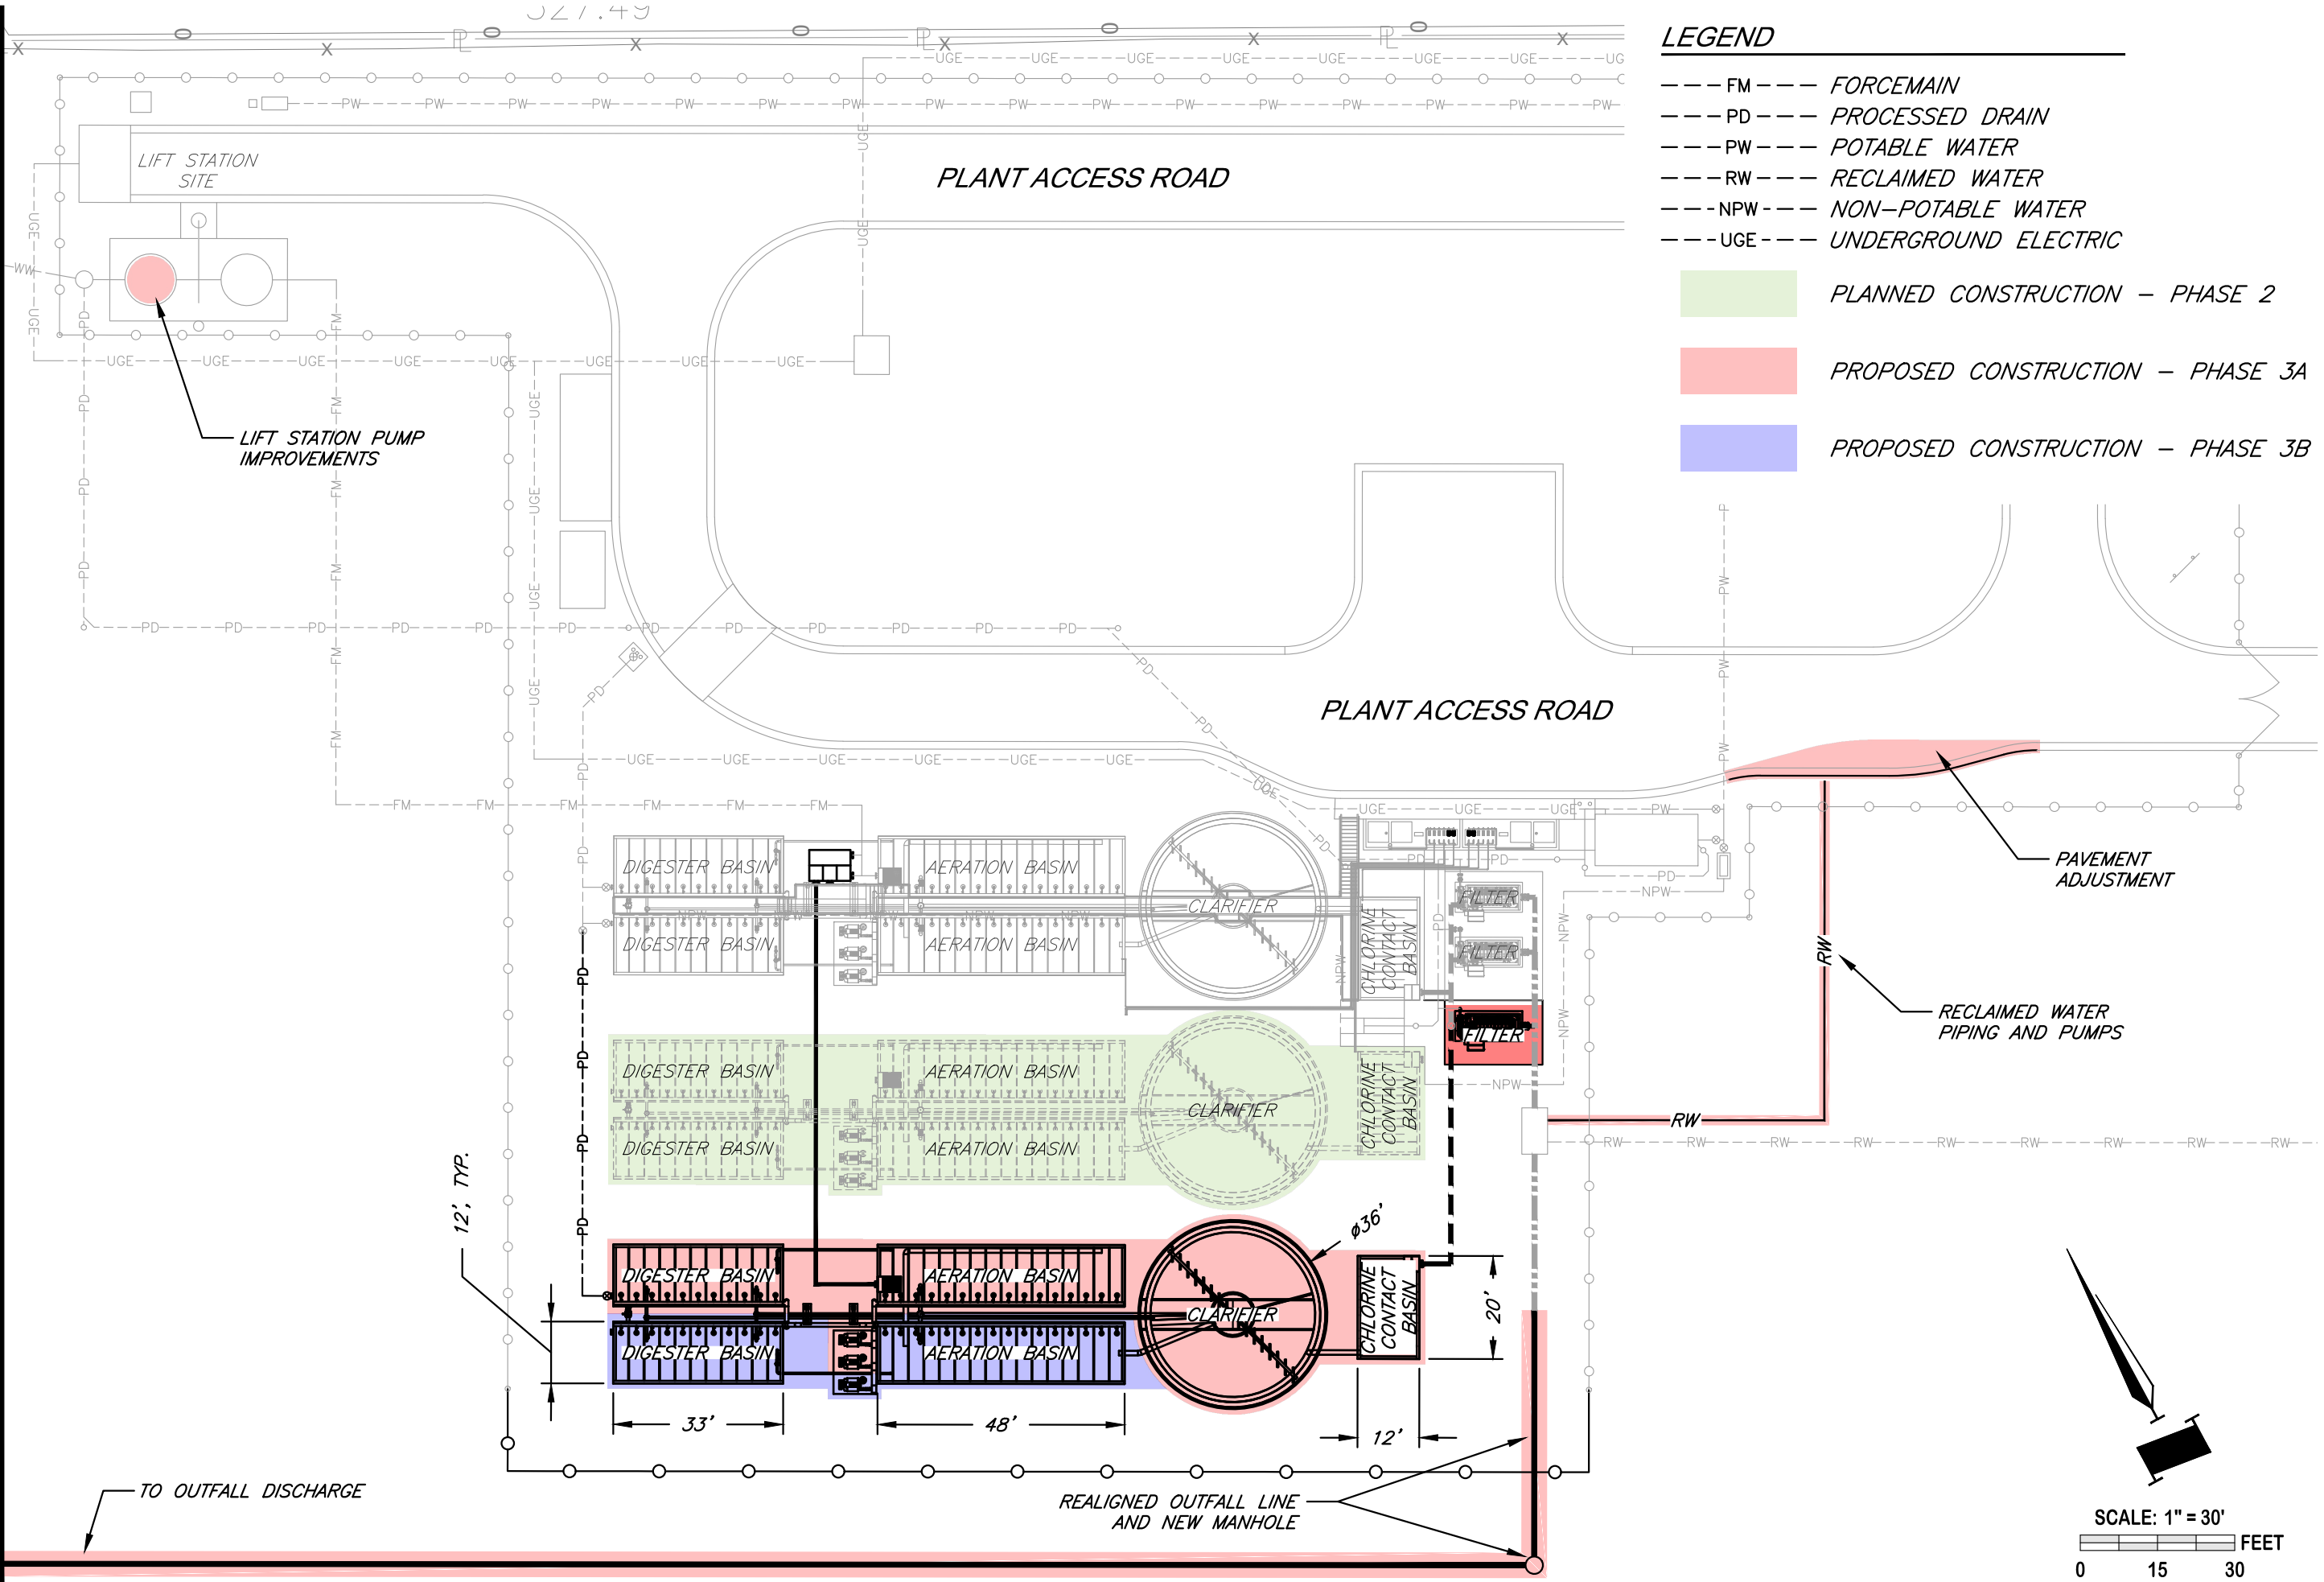 327.49
LEGEND
FM FORCEMAIN
PD PROCESSED DRAIN
PW POTABLE WATER
RW RECLAIMED WATER
NPW NON-POTABLE WATER
UGE UNDERGROUND ELECTRIC
PLANNED CONSTRUCTION - PHASE 2
PROPOSED CONSTRUCTION - PHASE 3A
PROPOSED CONSTRUCTION - PHASE 3B
LIFT STATION
SITE
PLANT ACCESS ROAD
LIFT STATION PUMP
IMPROVEMENTS
PLANT ACCESS ROAD
PAVEMENT
ADJUSTMENT
RW
RECLAIMED WATER
PIPING AND PUMPS
RW
DIGESTER BASIN
AERATION BASIN
CLARIFIER
DIGESTER BASIN
AERATION BASIN
CHLORINE
CONTACT
BASIN
FILTER
FILTER
FILTER
DIGESTER BASIN
AERATION BASIN
CLARIFIER
DIGESTER BASIN
AERATION BASIN
CHLORINE
CONTACT
BASIN
12', TYP.
DIGESTER BASIN
AERATION BASIN
CLARIFIER
ø36'
DIGESTER BASIN
AERATION BASIN
CHLORINE
CONTACT
BASIN
20'
33'
48'
12'
TO OUTFALL DISCHARGE
REALIGNED OUTFALL LINE
AND NEW MANHOLE
SCALE: 1" = 30'
FEET
0 15 30